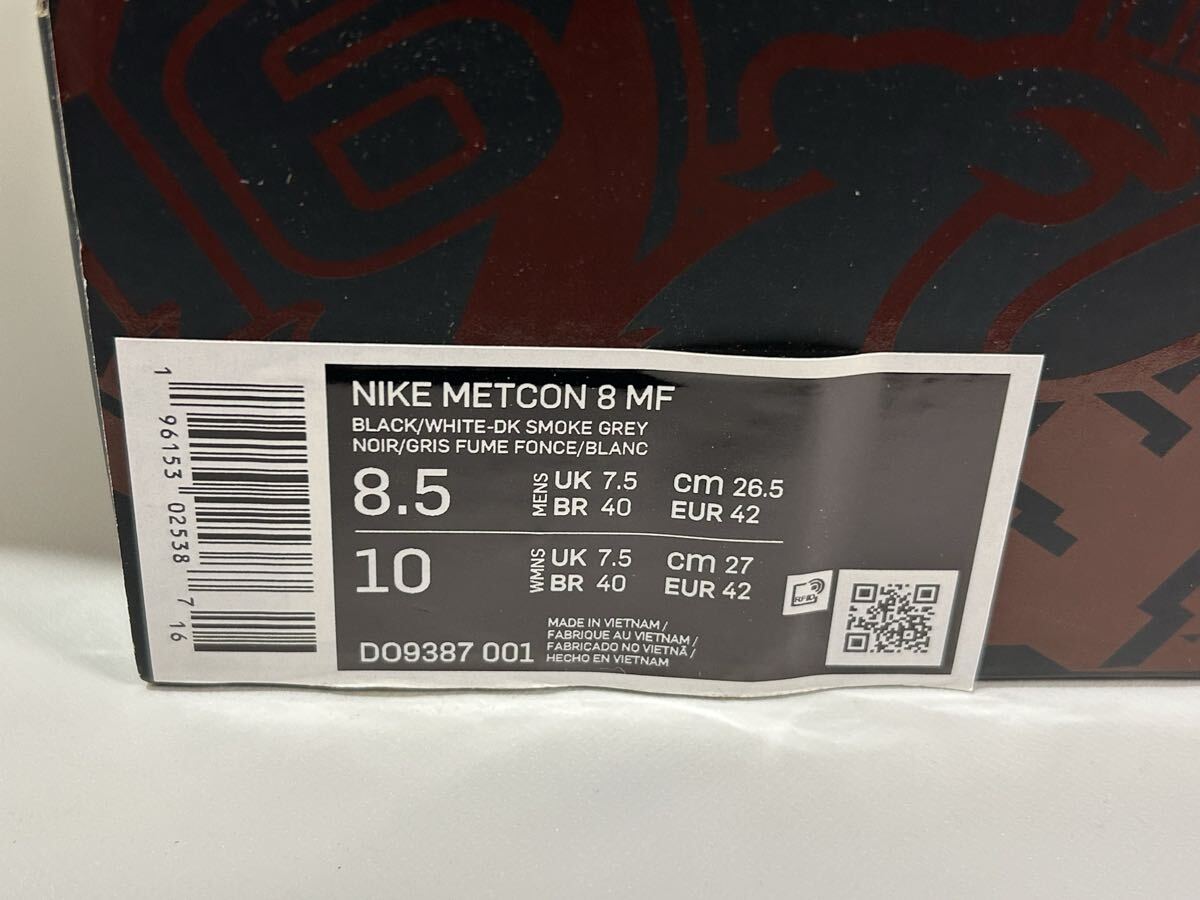 NIKE METCON 8 MF
BLACK/WHITE-DK SMOKE GREY
NOIR/GRIS FUME FONCE/BLANC
8.5 MENS UK 7.5 cm 26.5
BR 40 EUR 42
10 WMNS UK 7.5 cm 27
BR 40 EUR 42
DO9387 001
MADE IN VIETNAM/
FABRIQUE AU VIETNAM/
FABRICADO NO VIETNÃ/
HECHO EN VIETNAM
RFID
1 96153 02538 7 16